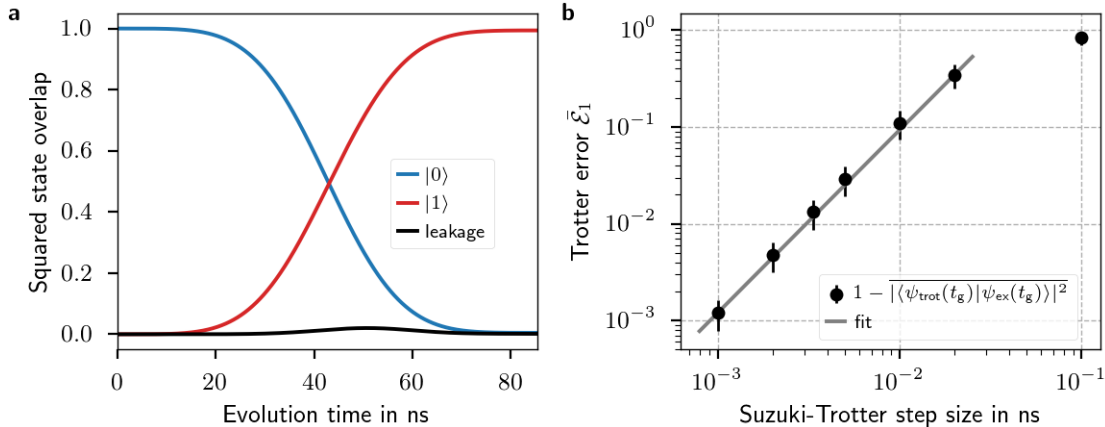 a
1.0
0.8
0.6
0.4
0.2
0.0
Squared state overlap
|0⟩
|1⟩
leakage
0
20
40
60
80
Evolution time in ns
b
10⁰
10⁻¹
10⁻²
10⁻³
Trotter error ℰ̄₁
1 − \overline{|⟨ψ_trot(t_g)|ψ_ex(t_g)⟩|²}
fit
10⁻³
10⁻²
10⁻¹
Suzuki-Trotter step size in ns